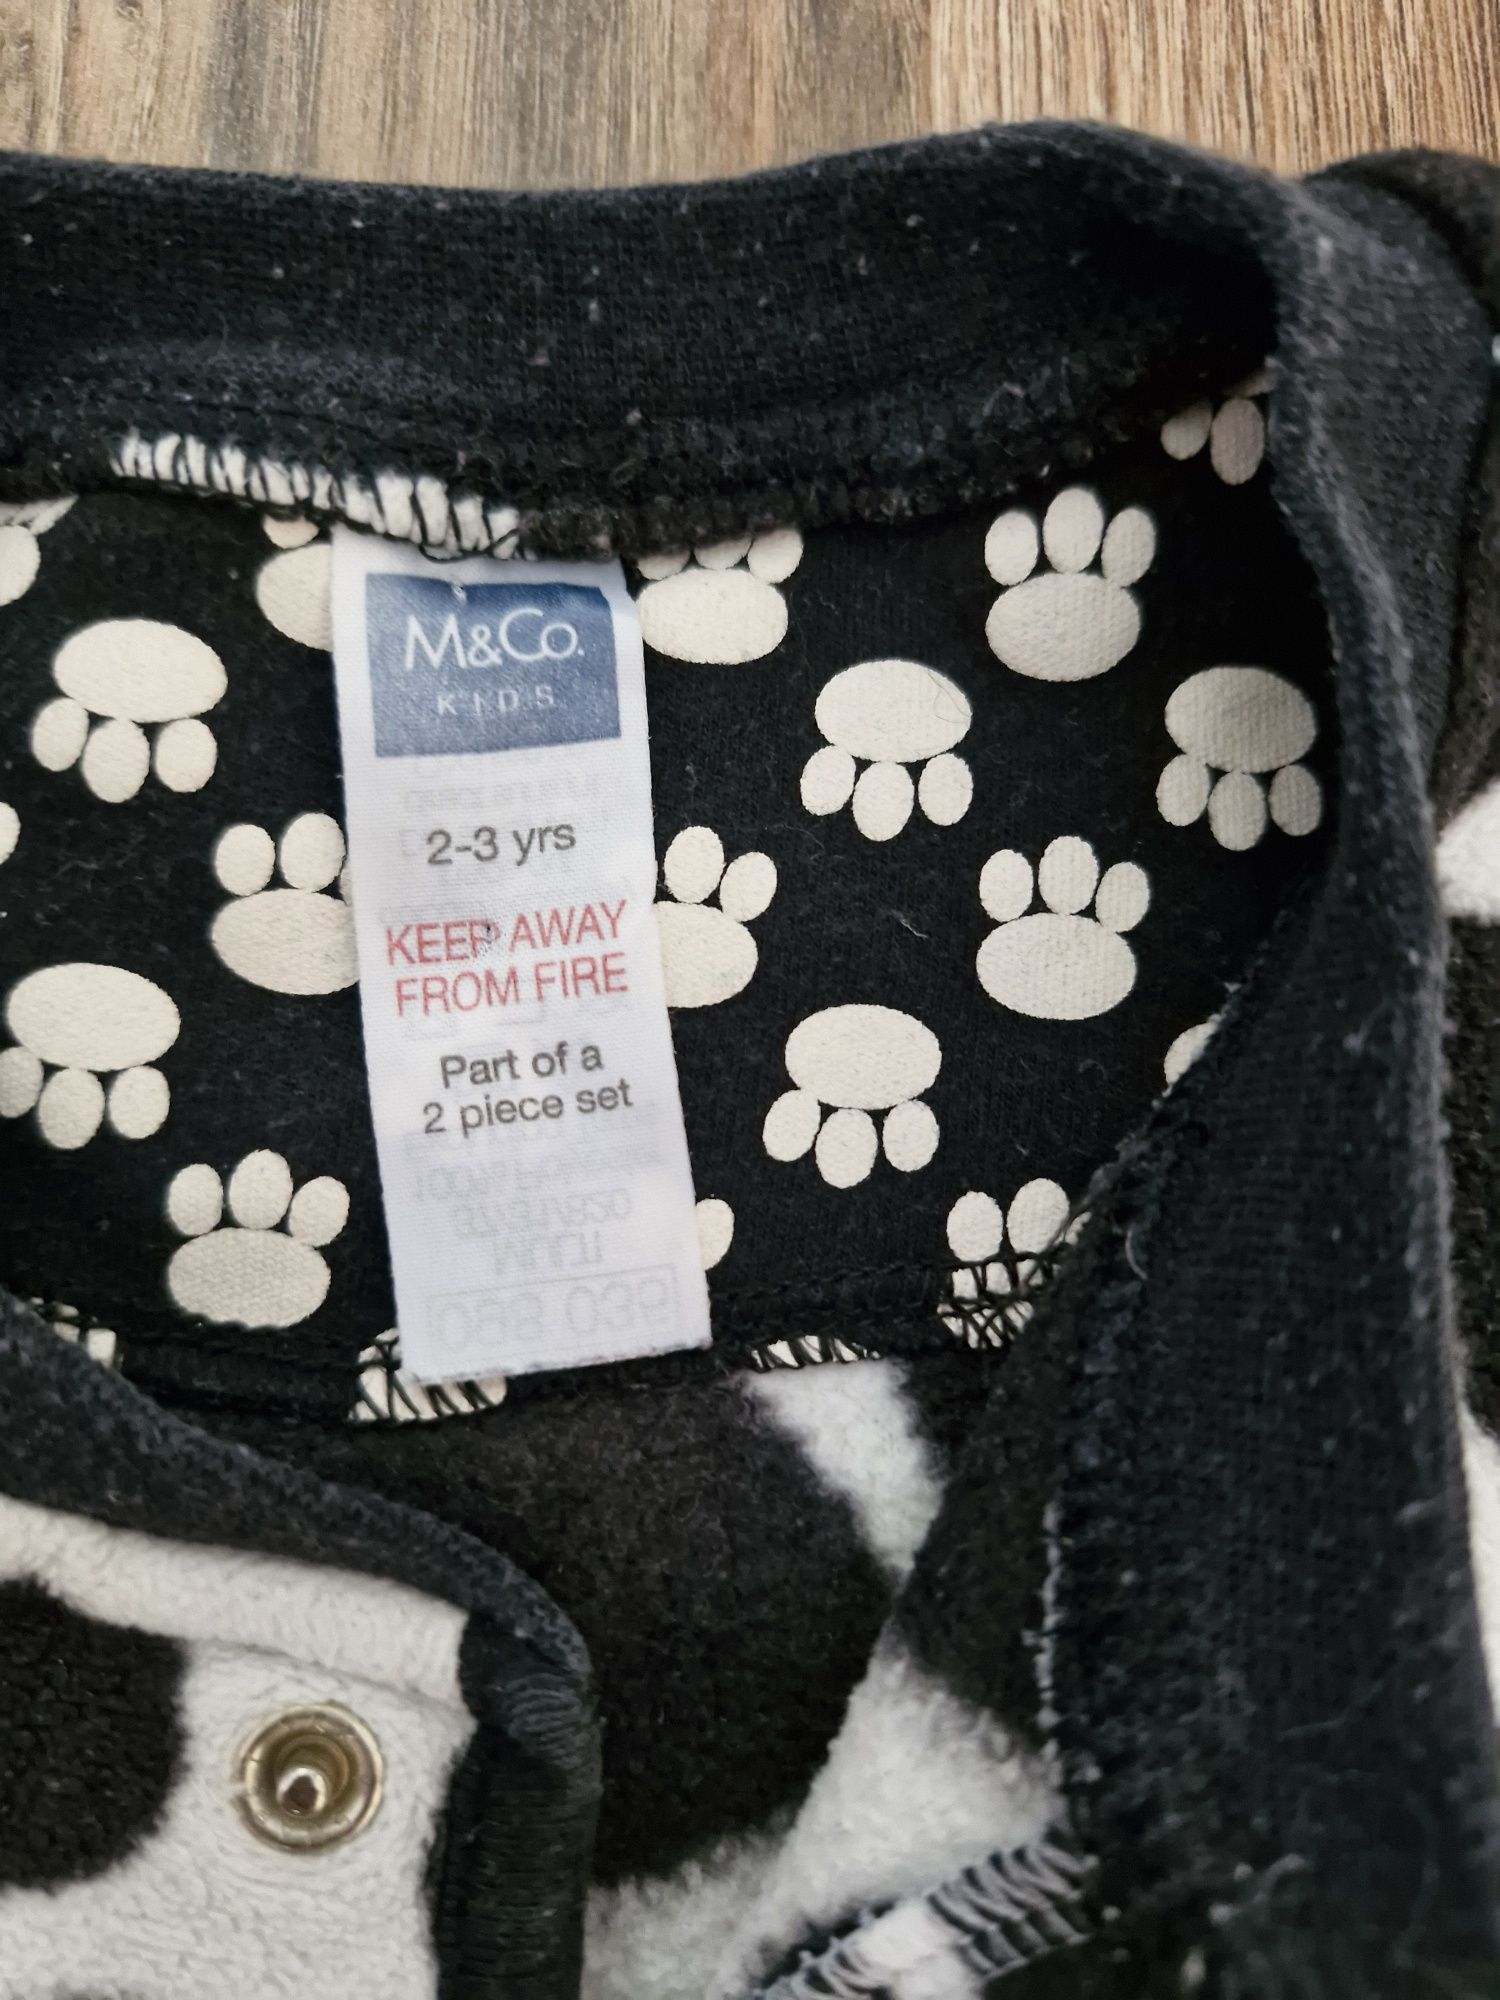 M&Co.
KIDS
2-3 yrs
KEEP AWAY
FROM FIRE
Part of a
2 piece set